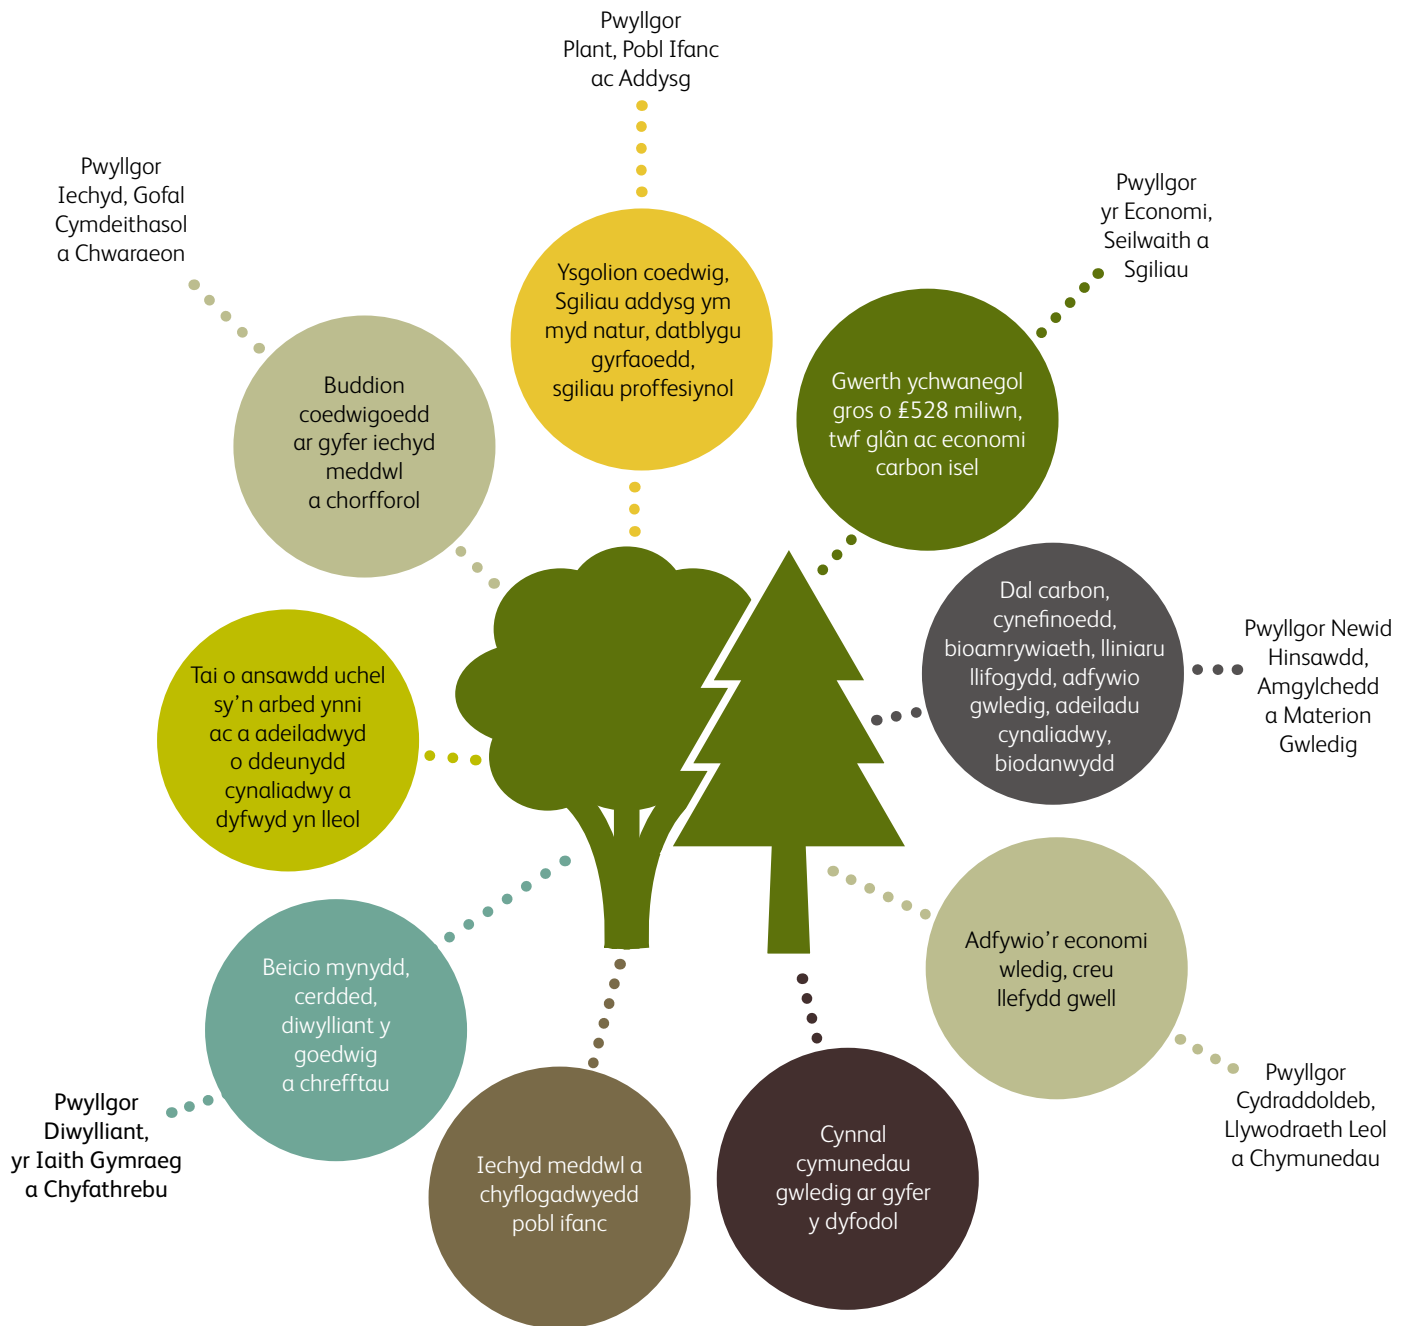 Pwyllgor
Plant, Pobl Ifanc
ac Addysg
Pwyllgor
Iechyd, Gofal
Cymdeithasol
a Chwaraeon
Pwyllgor
yr Economi,
Seilwaith a
Sgiliau
Ysgolion coedwig,
Sgiliau addysg ym
myd natur, datblygu
gyrfaoedd,
sgiliau proffesiynol
Buddion
coedwigoedd
ar gyfer iechyd
meddwl
a chorfforol
Gwerth ychwanegol
gros o £528 miliwn,
twf glân ac economi
carbon isel
Dal carbon,
cynefinoedd,
bioamrywiaeth, lliniaru
llifogydd, adfywio
gwledig, adeiladu
cynaliadwy,
biodanwydd
Pwyllgor Newid
Hinsawdd,
Amgylchedd
a Materion
Gwledig
Tai o ansawdd uchel
sy’n arbed ynni
ac a adeiladwyd
o ddeunydd
cynaliadwy a
dyfwyd yn lleol
Adfywio’r economi
wledig, creu
llefydd gwell
Beicio mynydd,
cerdded,
diwylliant y
goedwig
a chrefftau
Pwyllgor
Cydraddoldeb,
Llywodraeth Leol
a Chymunedau
Pwyllgor
Diwylliant,
yr Iaith Gymraeg
a Chyfathrebu
Iechyd meddwl a
chyflogadwyedd
pobl ifanc
Cynnal
cymunedau
gwledig ar gyfer
y dyfodol